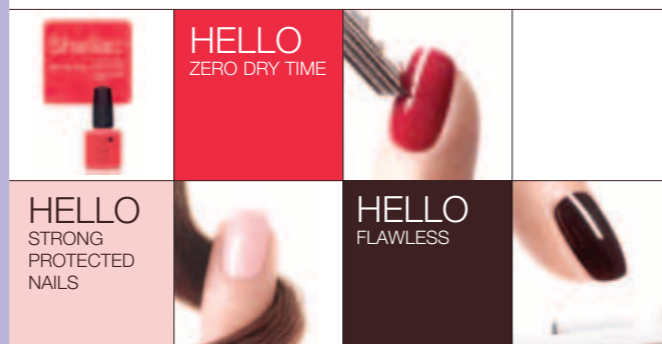 Shellac
HELLO
ZERO DRY TIME
HELLO
STRONG
PROTECTED
NAILS
HELLO
FLAWLESS